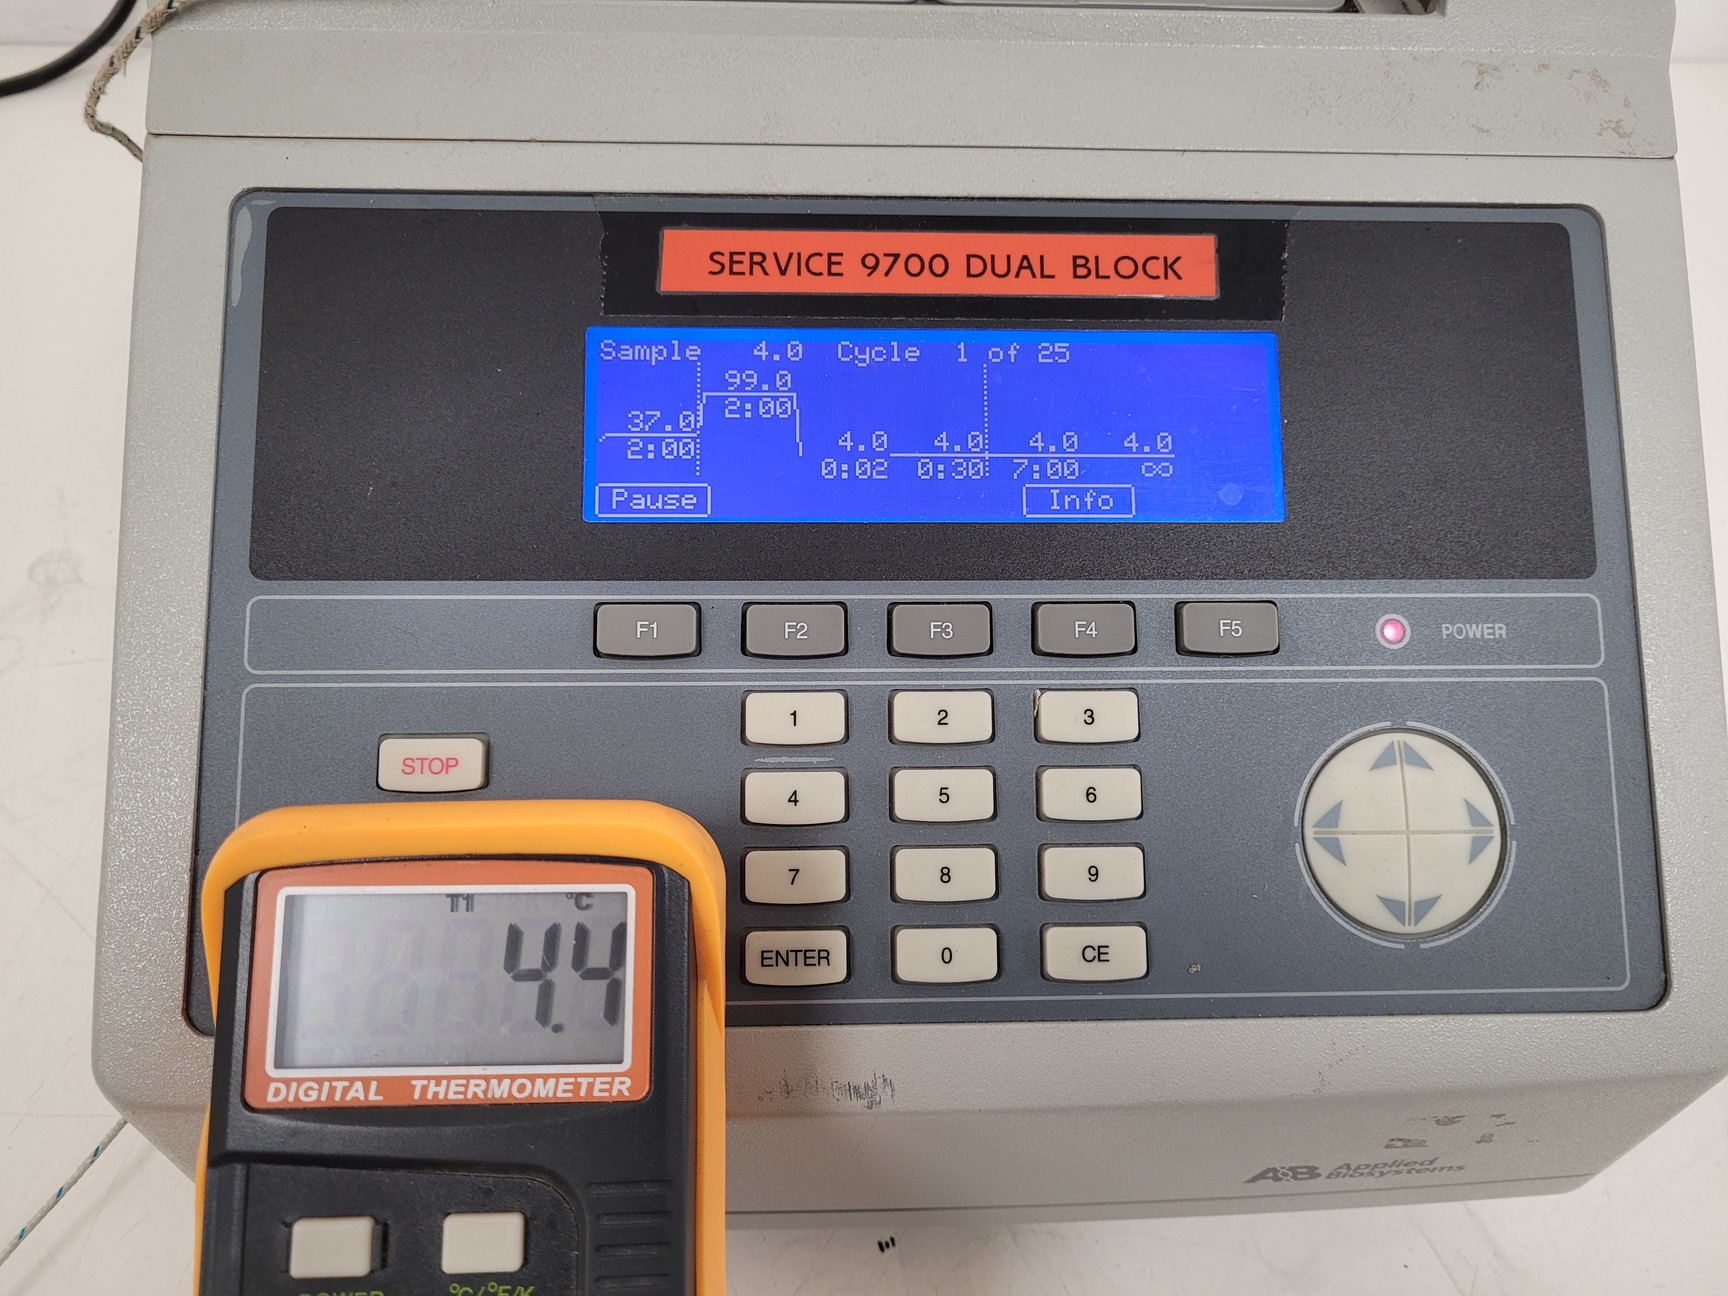 SERVICE 9700 DUAL BLOCK
Sample 4.0 Cycle 1 of 25
99.0
2:00
37.0
2:00
4.0 4.0 4.0 4.0
0:02 0:30 7:00 ∞
Pause Info
F1 F2 F3 F4 F5 POWER
1 2 3
STOP
4 5 6
7 8 9
ENTER 0 CE
T1 °C
4.4
DIGITAL THERMOMETER
AB Applied
Biosystems
POWER °C/°F/K